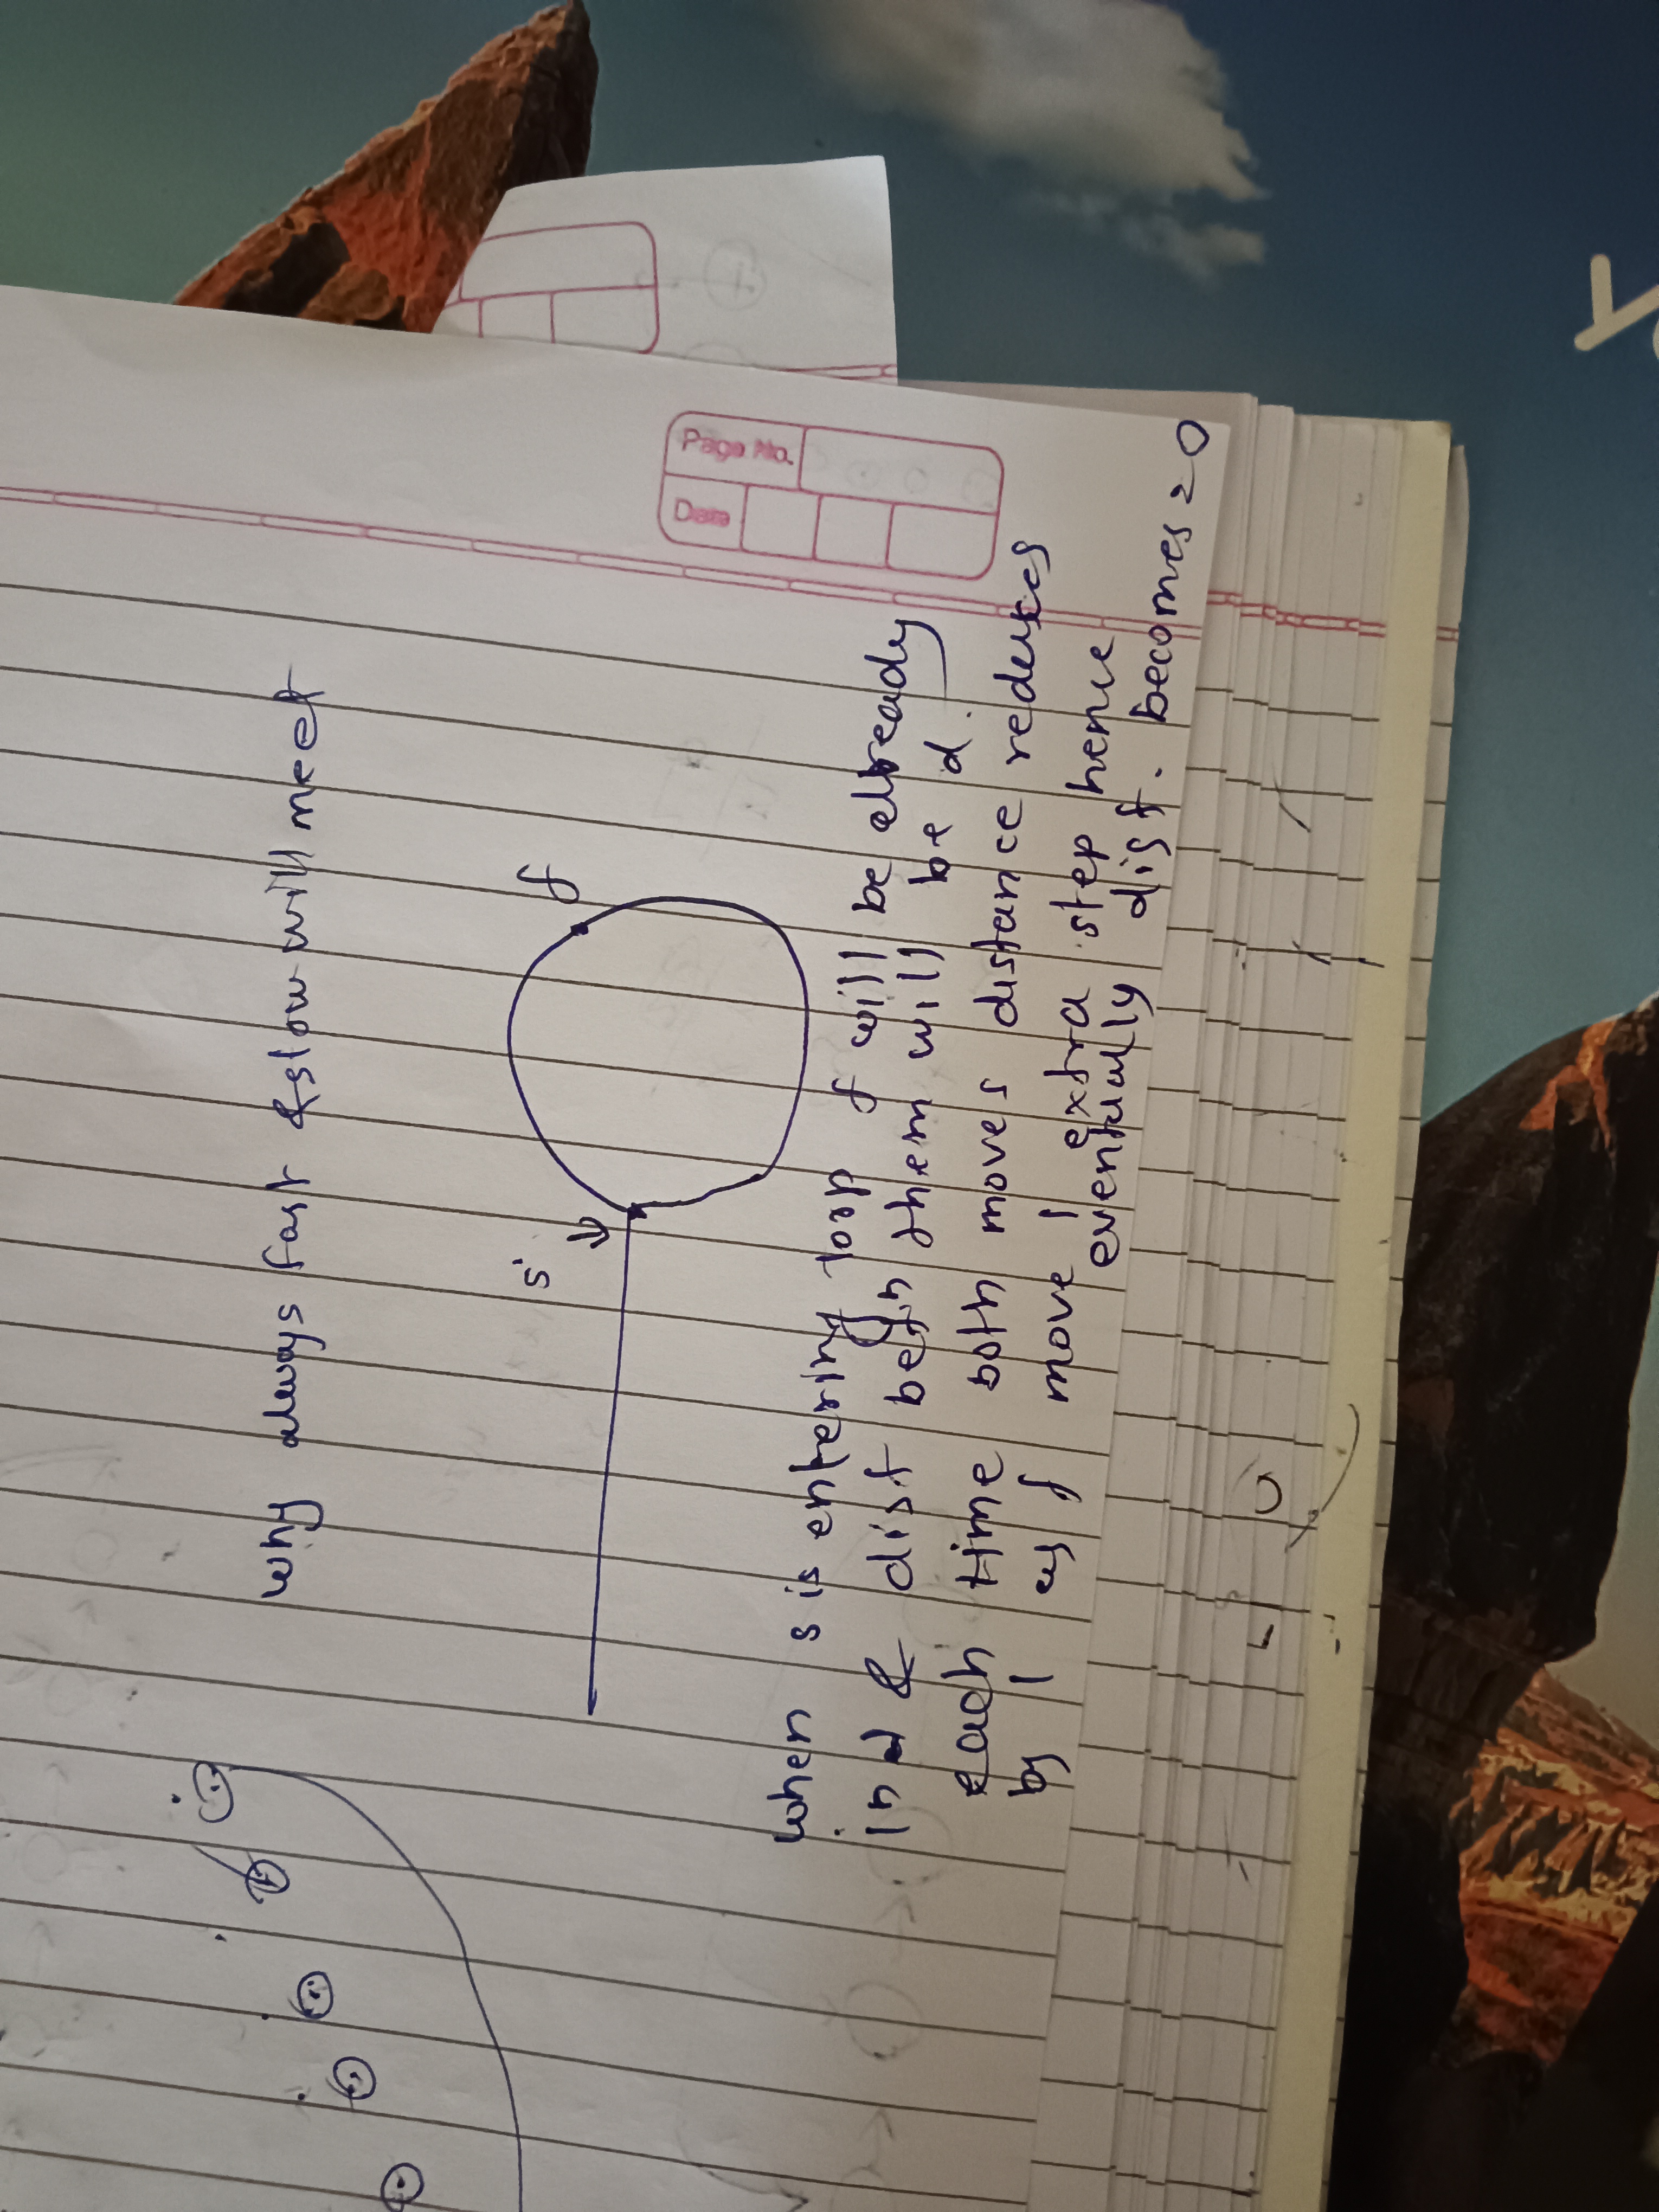 Page No.
Date
why always fast & slow will meet
f
s
when s is entering loop f will be already
in & dist betn them will be d.
each time both moves distance reduces
by 1 as f move 1 extra step hence
eventually dist. becomes = 0